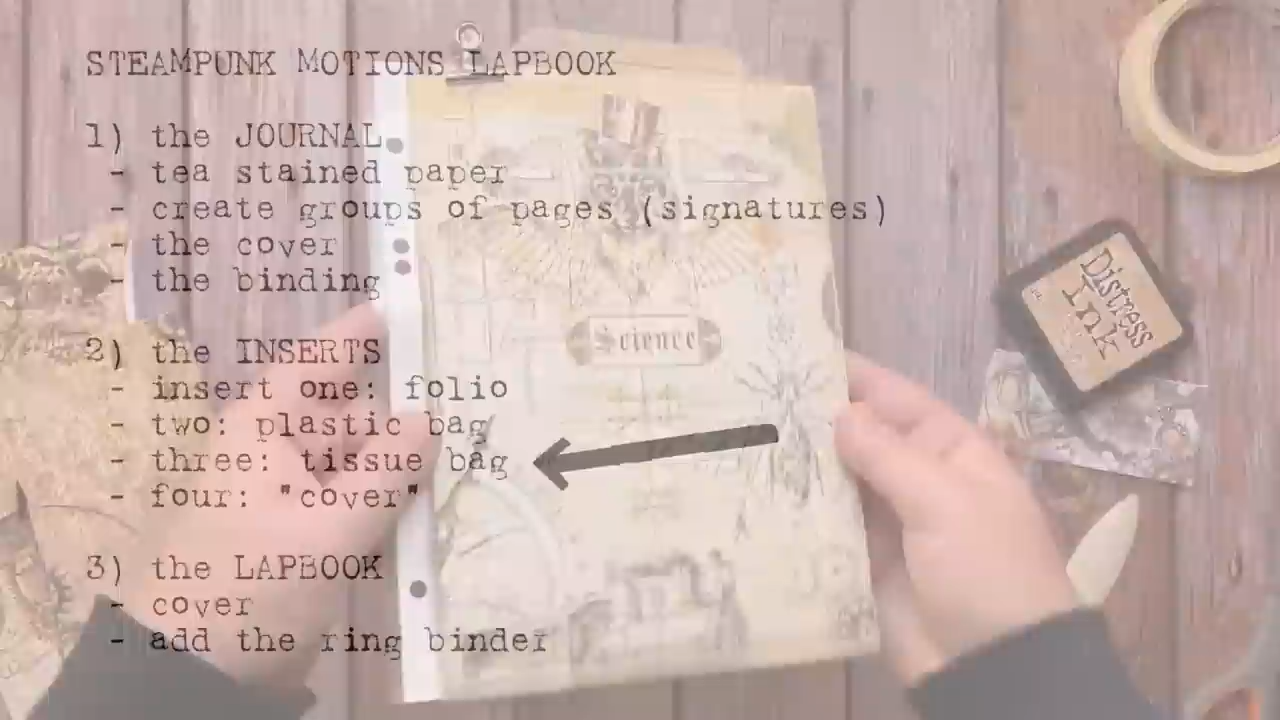 STEAMPUNK MOTIONS LAPBOOK
1) the JOURNAL
- tea stained paper
- create groups of pages (signatures)
- the cover
- the binding
2) the INSERTS
- insert one: folio
- two: plastic bag
- three: tissue bag
- four: "cover"
3) the LAPBOOK
- cover
- add the ring binder
Science
Distress
Ink